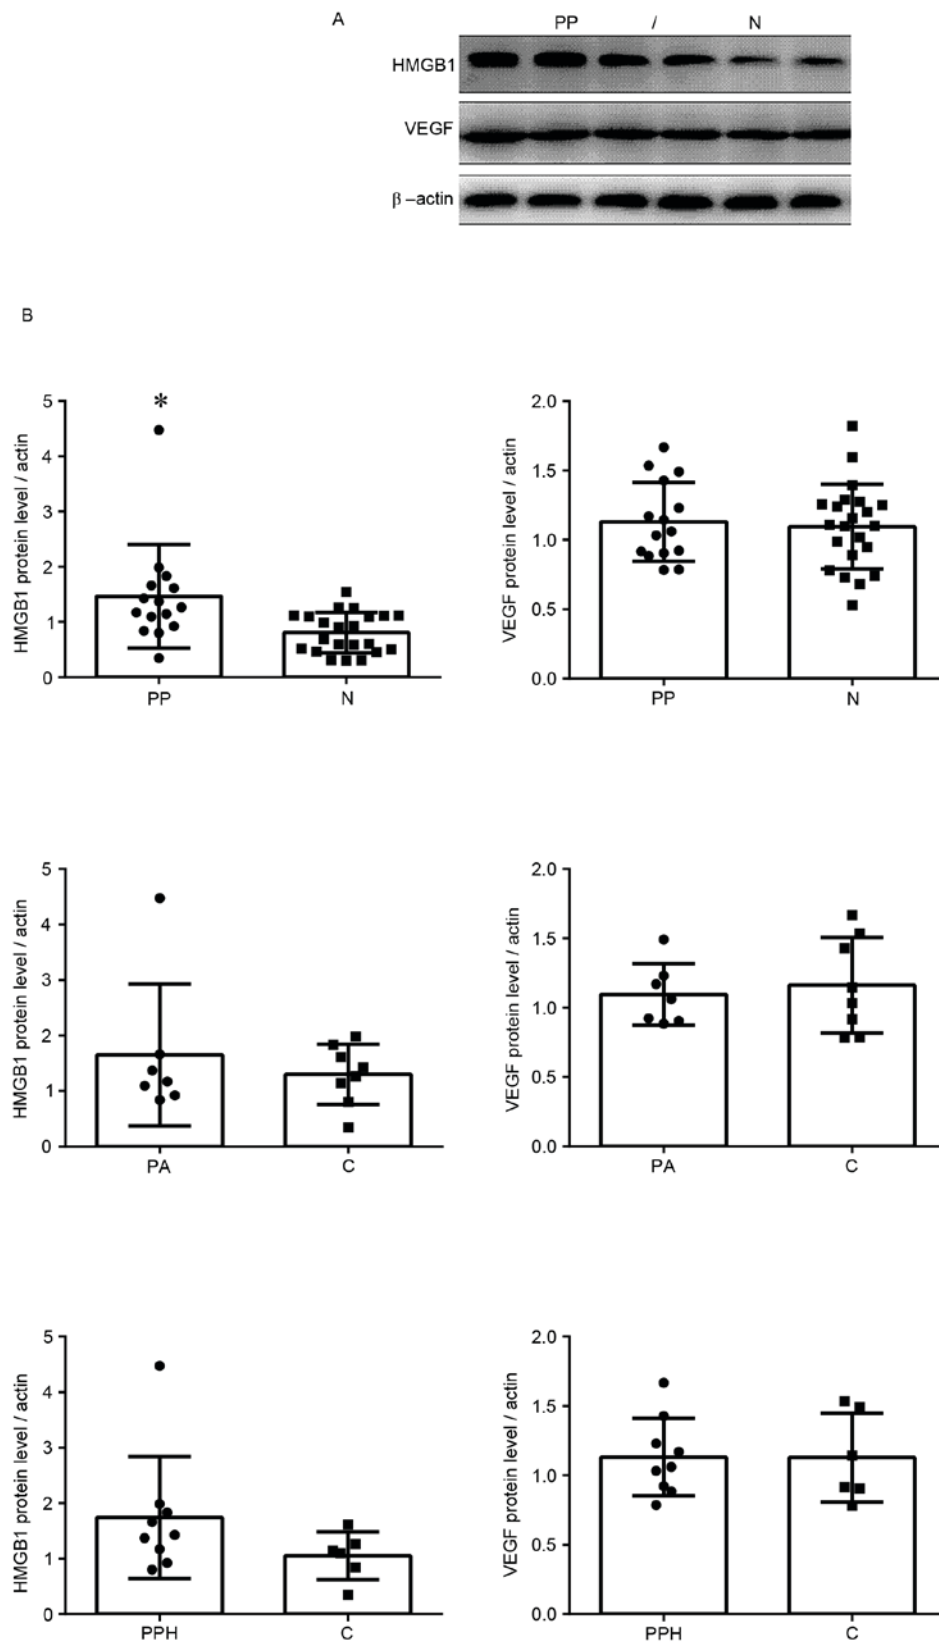 A
PP / N
HMGB1
VEGF
β–actin
B
HMGB1 protein level / actin
5
4
3
2
1
0
*
PP N
VEGF protein level / actin
2.0
1.5
1.0
0.5
0.0
PP N
HMGB1 protein level / actin
5
4
3
2
1
0
PA C
VEGF protein level / actin
2.0
1.5
1.0
0.5
0.0
PA C
HMGB1 protein level / actin
5
4
3
2
1
0
PPH C
VEGF protein level / actin
2.0
1.5
1.0
0.5
0.0
PPH C